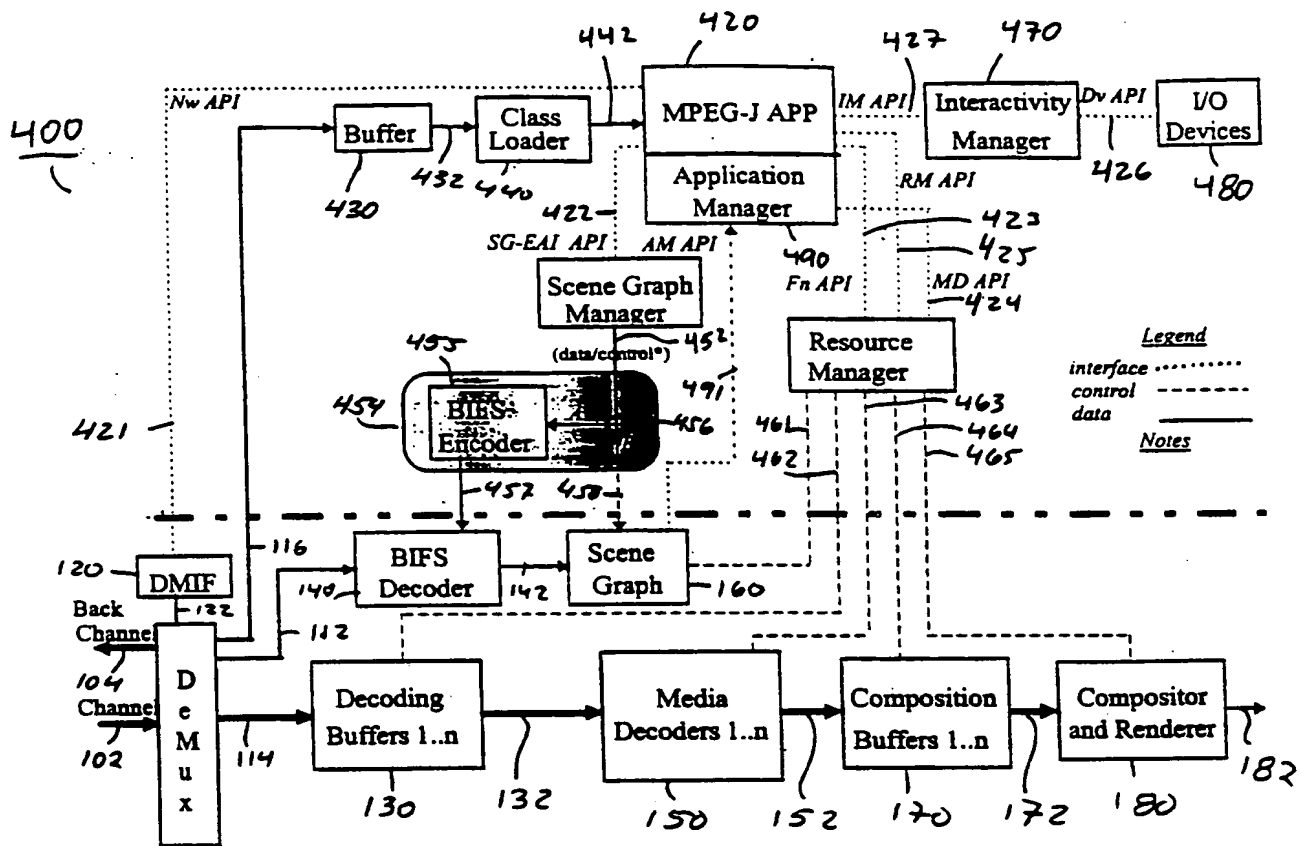 400
Nw API
421
Buffer
430
432
Class
Loader
440
442
420
MPEG-J APP
Application
Manager
490
427
IM API
470
Interactivity
Manager
Dv API
426
I/O
Devices
480
422
SG-EAI API
AM API
RM API
423
425
Fn API
MD API
424
Scene Graph
Manager
452
(data/control*)
491
Resource
Manager
Legend
interface
control
data
Notes
455
454
BIFS
Encoder
456
457
458
461
462
463
464
465
116
120
DMIF
122
Back
Channel
104
Channel
102
DeMux
112
114
140
BIFS
Decoder
142
Scene
Graph
160
Decoding
Buffers 1..n
130
132
Media
Decoders 1..n
150
152
Composition
Buffers 1..n
170
172
Compositor
and Renderer
180
182